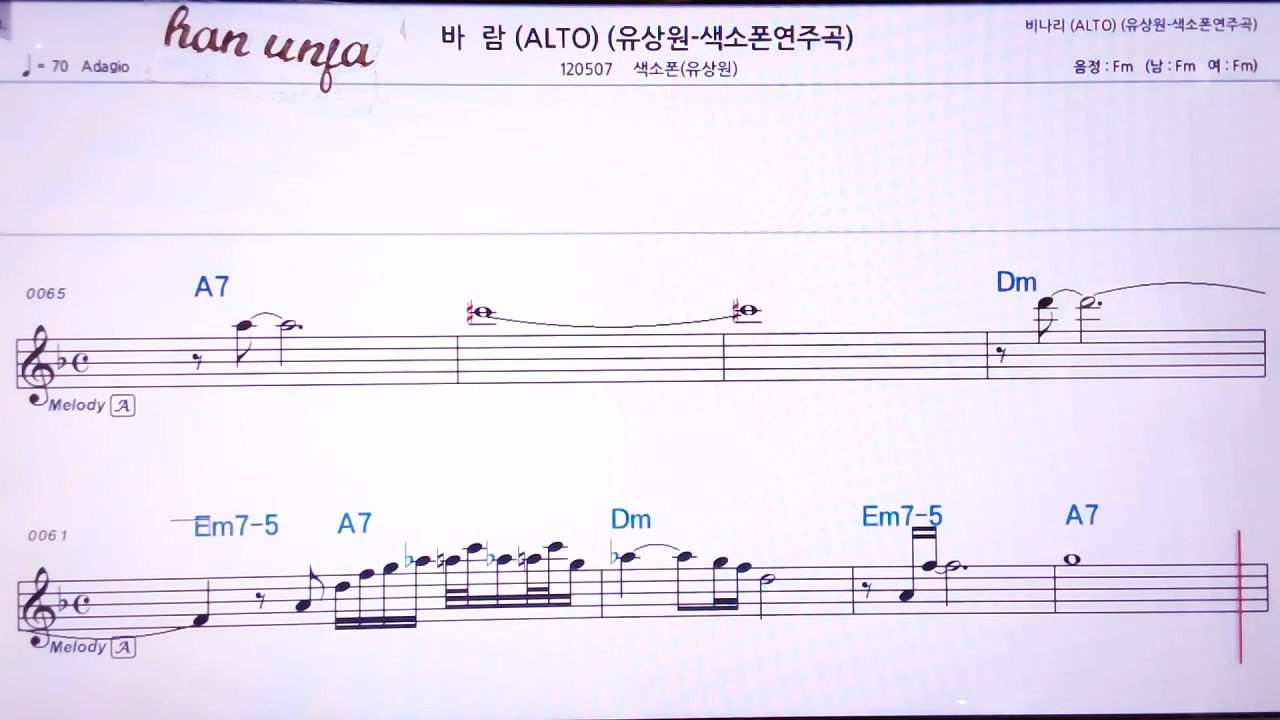 han unfa
바 람 (ALTO) (유상원-색소폰연주곡)
비나리 (ALTO) (유상원-색소폰연주곡)
♩ = 70 Adagio
120507 색소폰(유상원)
음정 : Fm (남 : Fm 여 : Fm)
0065
A7
Dm
Melody A
0061
Em7-5 A7 Dm Em7-5 A7
Melody A